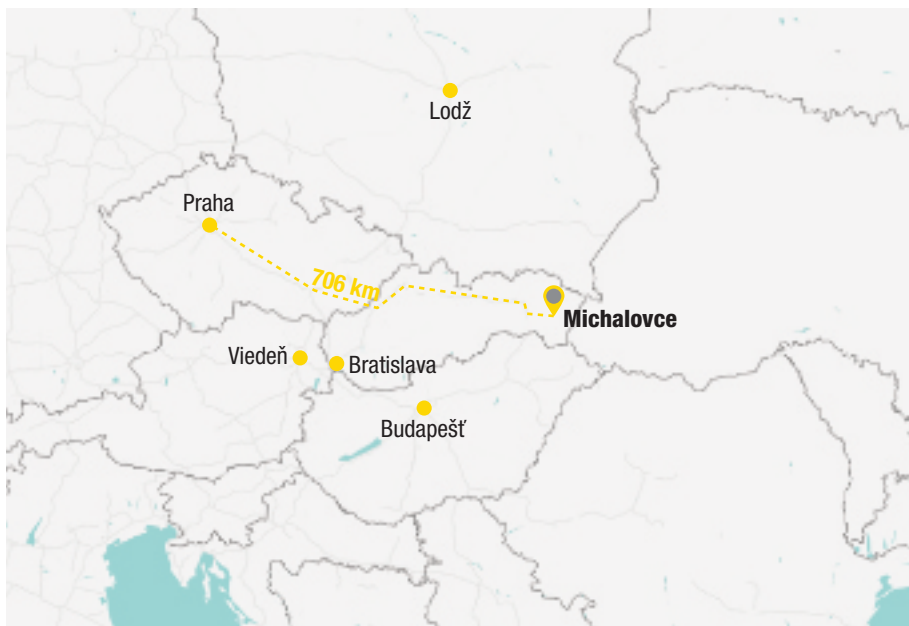 Lodž
Praha
706 km
Michalovce
Viedeň
Bratislava
Budapešť